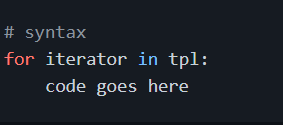 # syntax
for iterator in tpl:
    code goes here